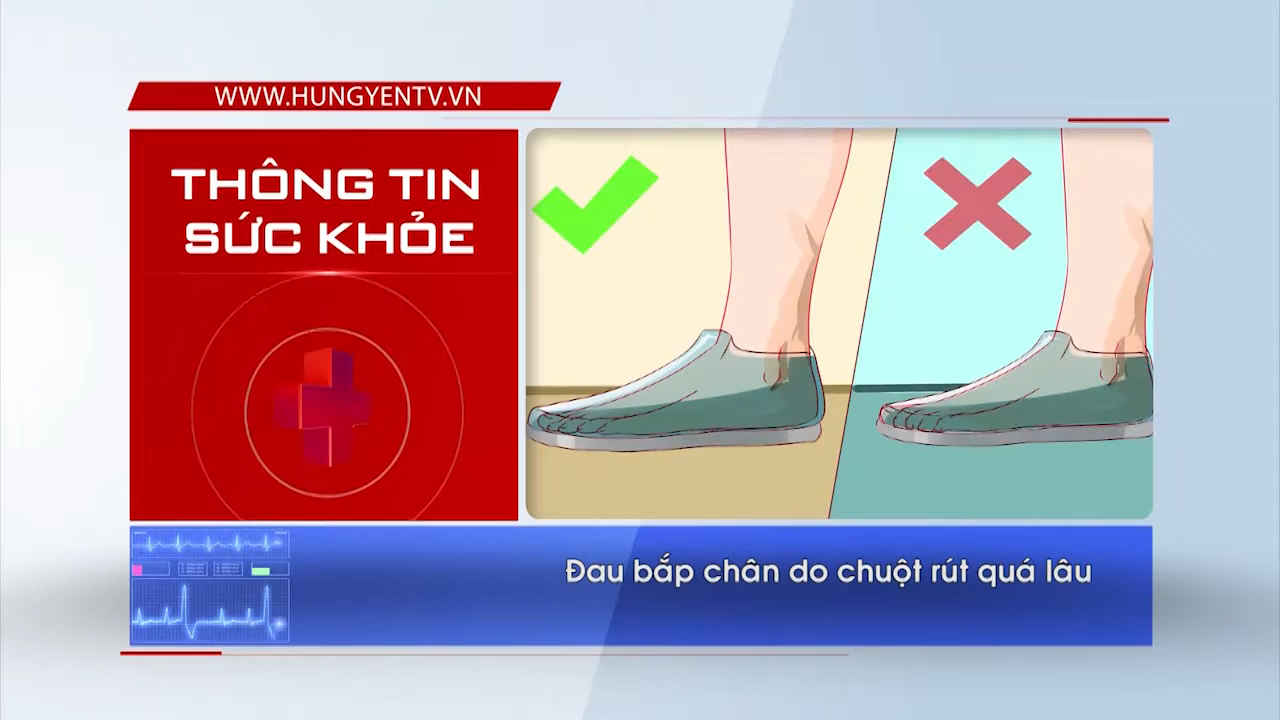 WWW.HUNGYENTV.VN
THÔNG TIN
SỨC KHỎE
Đau bắp chân do chuột rút quá lâu